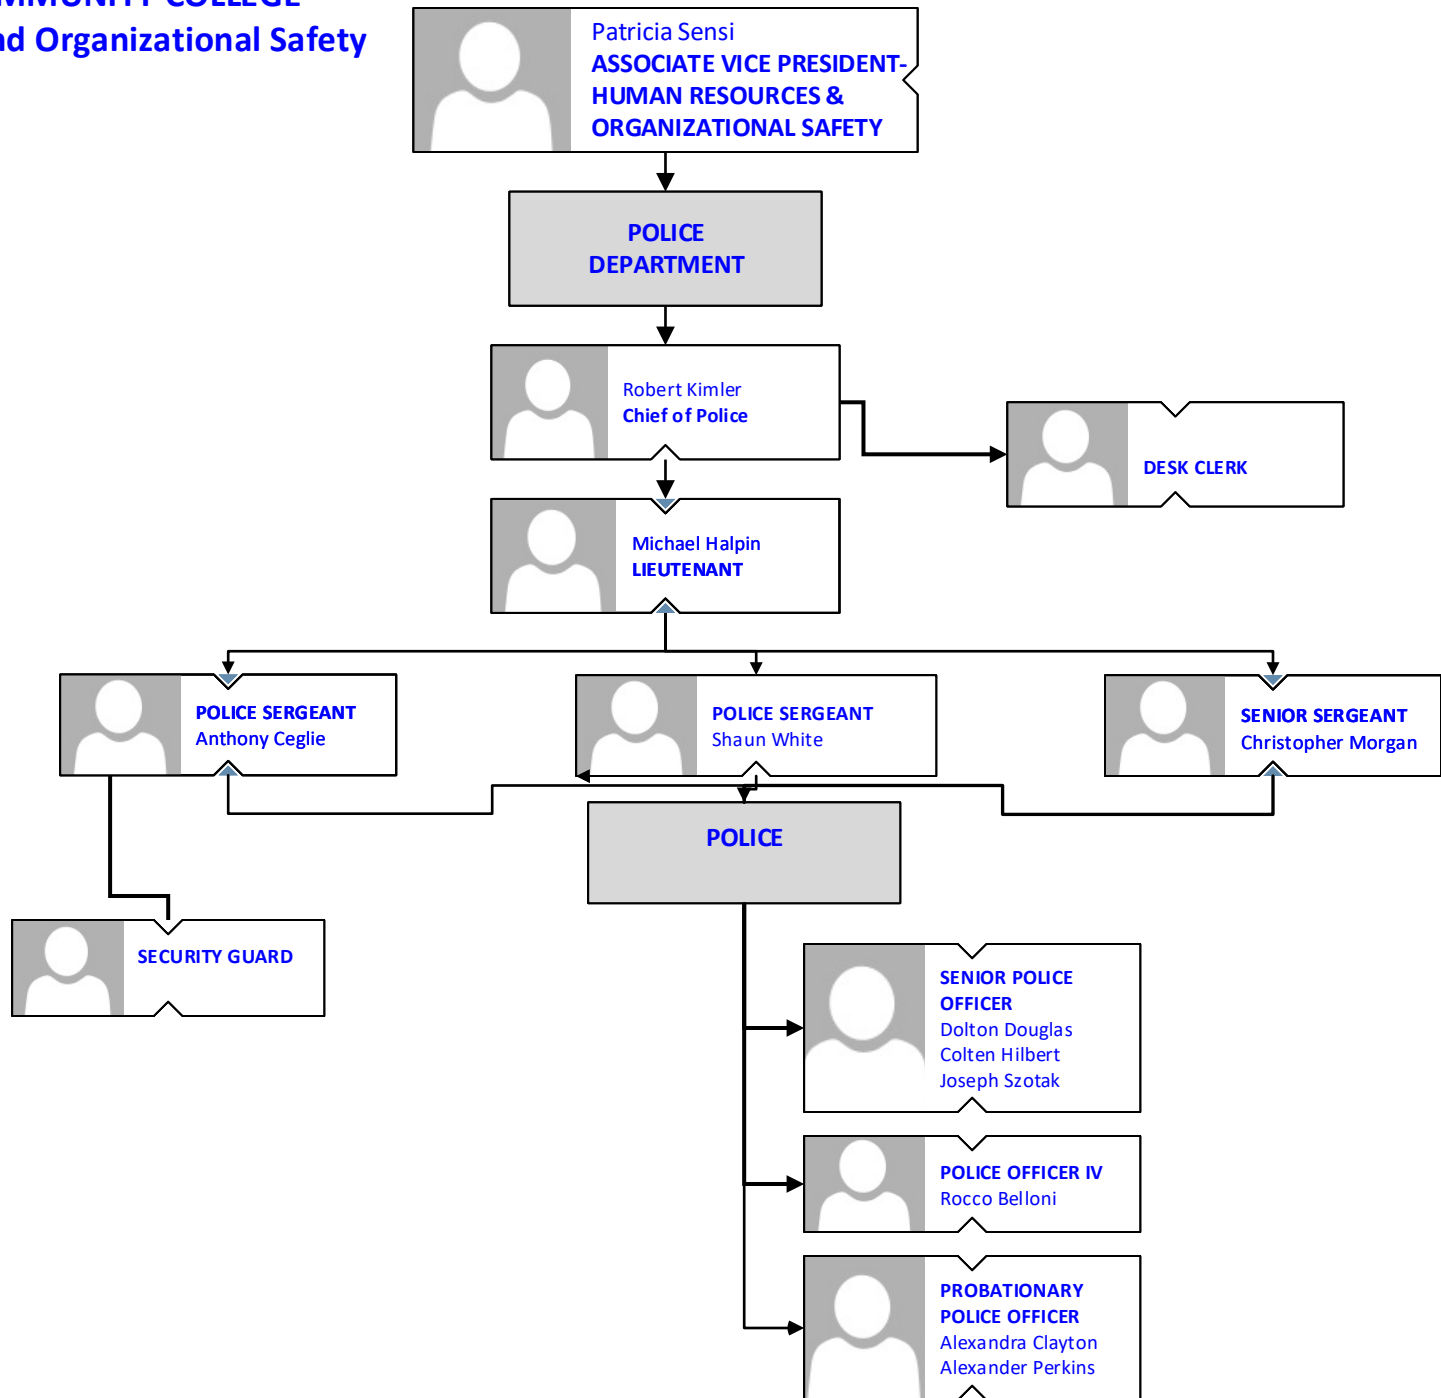 nd Organizational Safety
Patricia Sensi
ASSOCIATE VICE PRESIDENT-
HUMAN RESOURCES &
ORGANIZATIONAL SAFETY
POLICE
DEPARTMENT
Robert Kimler
Chief of Police
DESK CLERK
Michael Halpin
LIEUTENANT
POLICE SERGEANT
Anthony Ceglie
POLICE SERGEANT
Shaun White
SENIOR SERGEANT
Christopher Morgan
POLICE
SECURITY GUARD
SENIOR POLICE
OFFICER
Dolton Douglas
Colten Hilbert
Joseph Szotak
POLICE OFFICER IV
Rocco Belloni
PROBATIONARY
POLICE OFFICER
Alexandra Clayton
Alexander Perkins